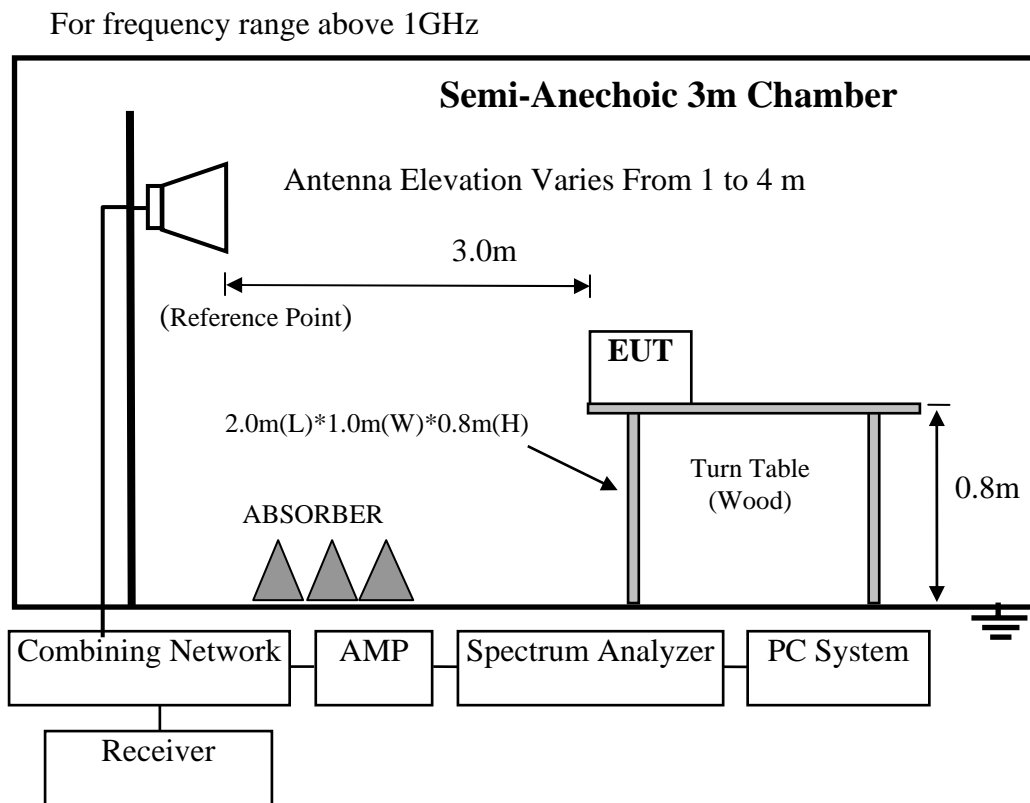 For frequency range above 1GHz
Semi-Anechoic 3m Chamber
Antenna Elevation Varies From 1 to 4 m
3.0m
(Reference Point)
EUT
2.0m(L)*1.0m(W)*0.8m(H)
Turn Table
(Wood)
0.8m
ABSORBER
Combining Network
AMP
Spectrum Analyzer
PC System
Receiver